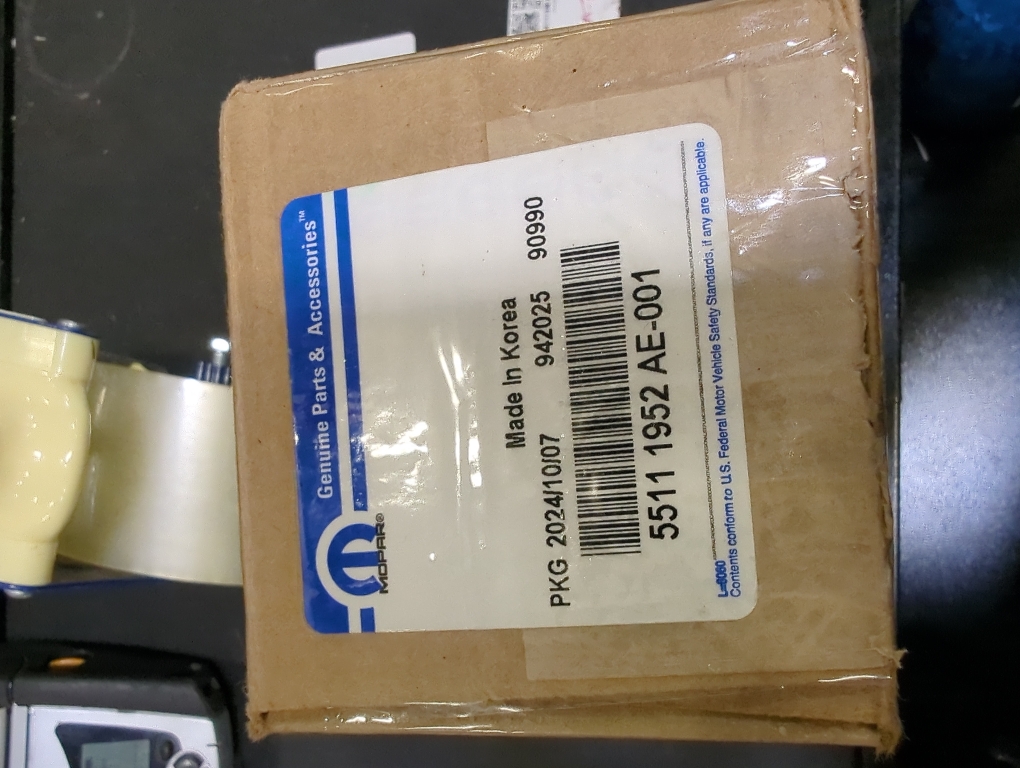 Genuine Parts & Accessories™
MOPAR®
Made In Korea
PKG 2024/10/07 942025 90990
5511 1952 AE-001
L=8060
Contents conform to U.S. Federal Motor Vehicle Safety Standards, if any are applicable.